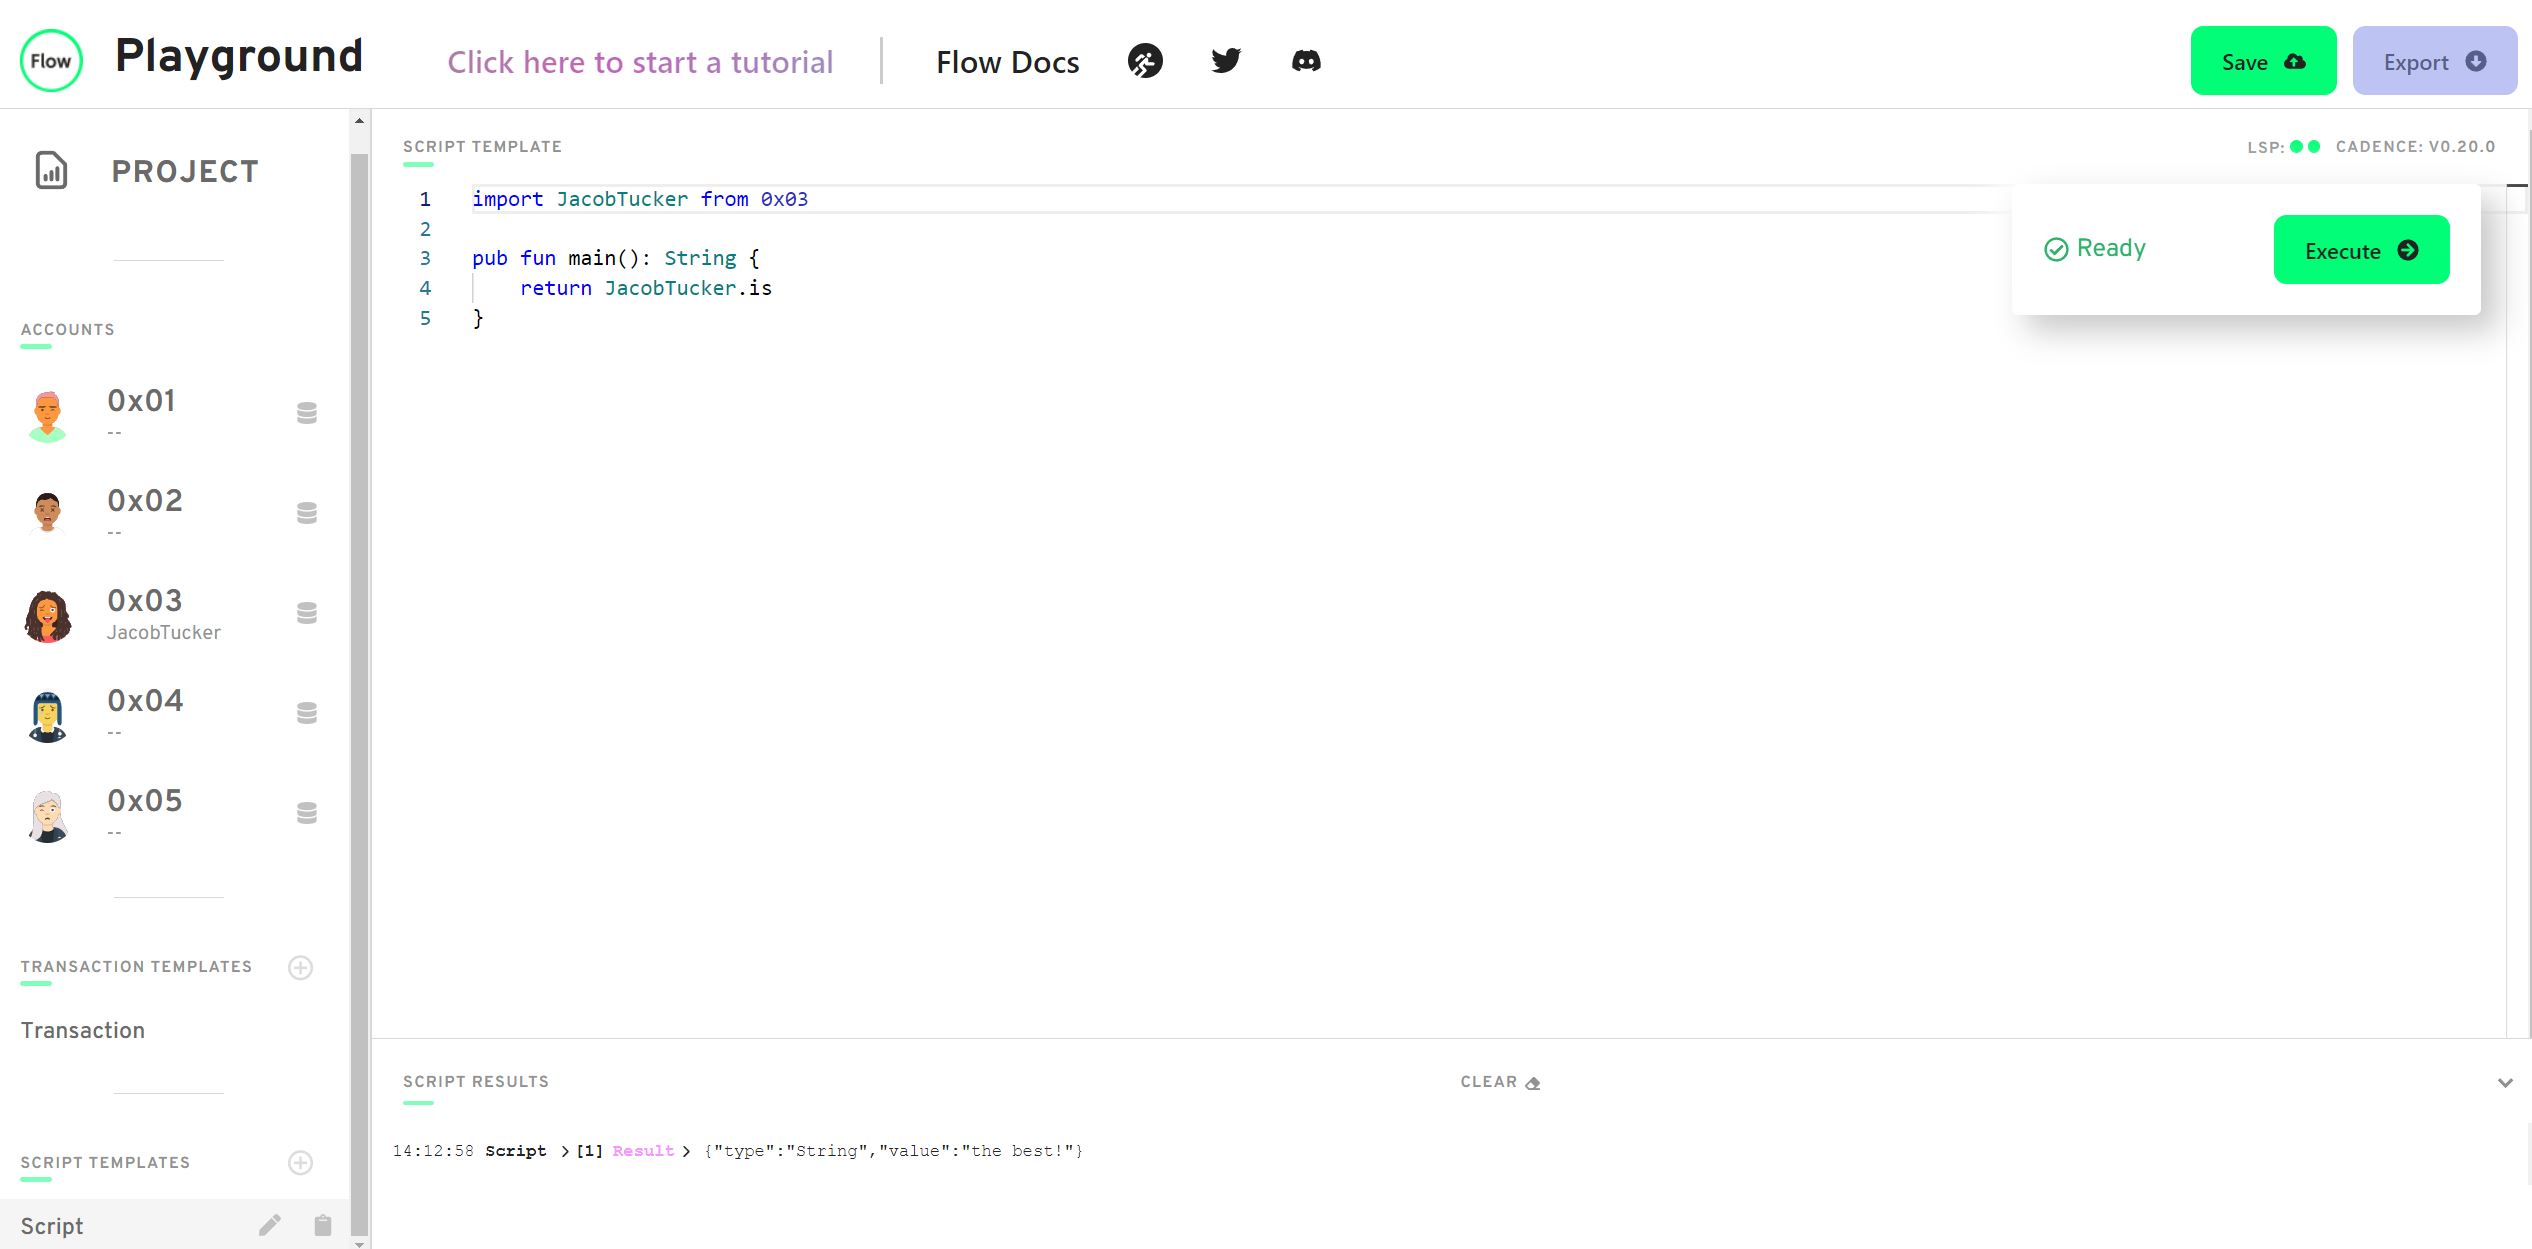 Flow Playground Click here to start a tutorial Flow Docs Save Export
PROJECT
ACCOUNTS
0x01
--
0x02
--
0x03
JacobTucker
0x04
--
0x05
--
TRANSACTION TEMPLATES
Transaction
SCRIPT TEMPLATES
Script
SCRIPT TEMPLATE LSP: CADENCE: V0.20.0
1 import JacobTucker from 0x03
2
3 pub fun main(): String {
4     return JacobTucker.is
5 }
Ready Execute
SCRIPT RESULTS CLEAR
14:12:58 Script >[1] Result > {"type":"String","value":"the best!"}